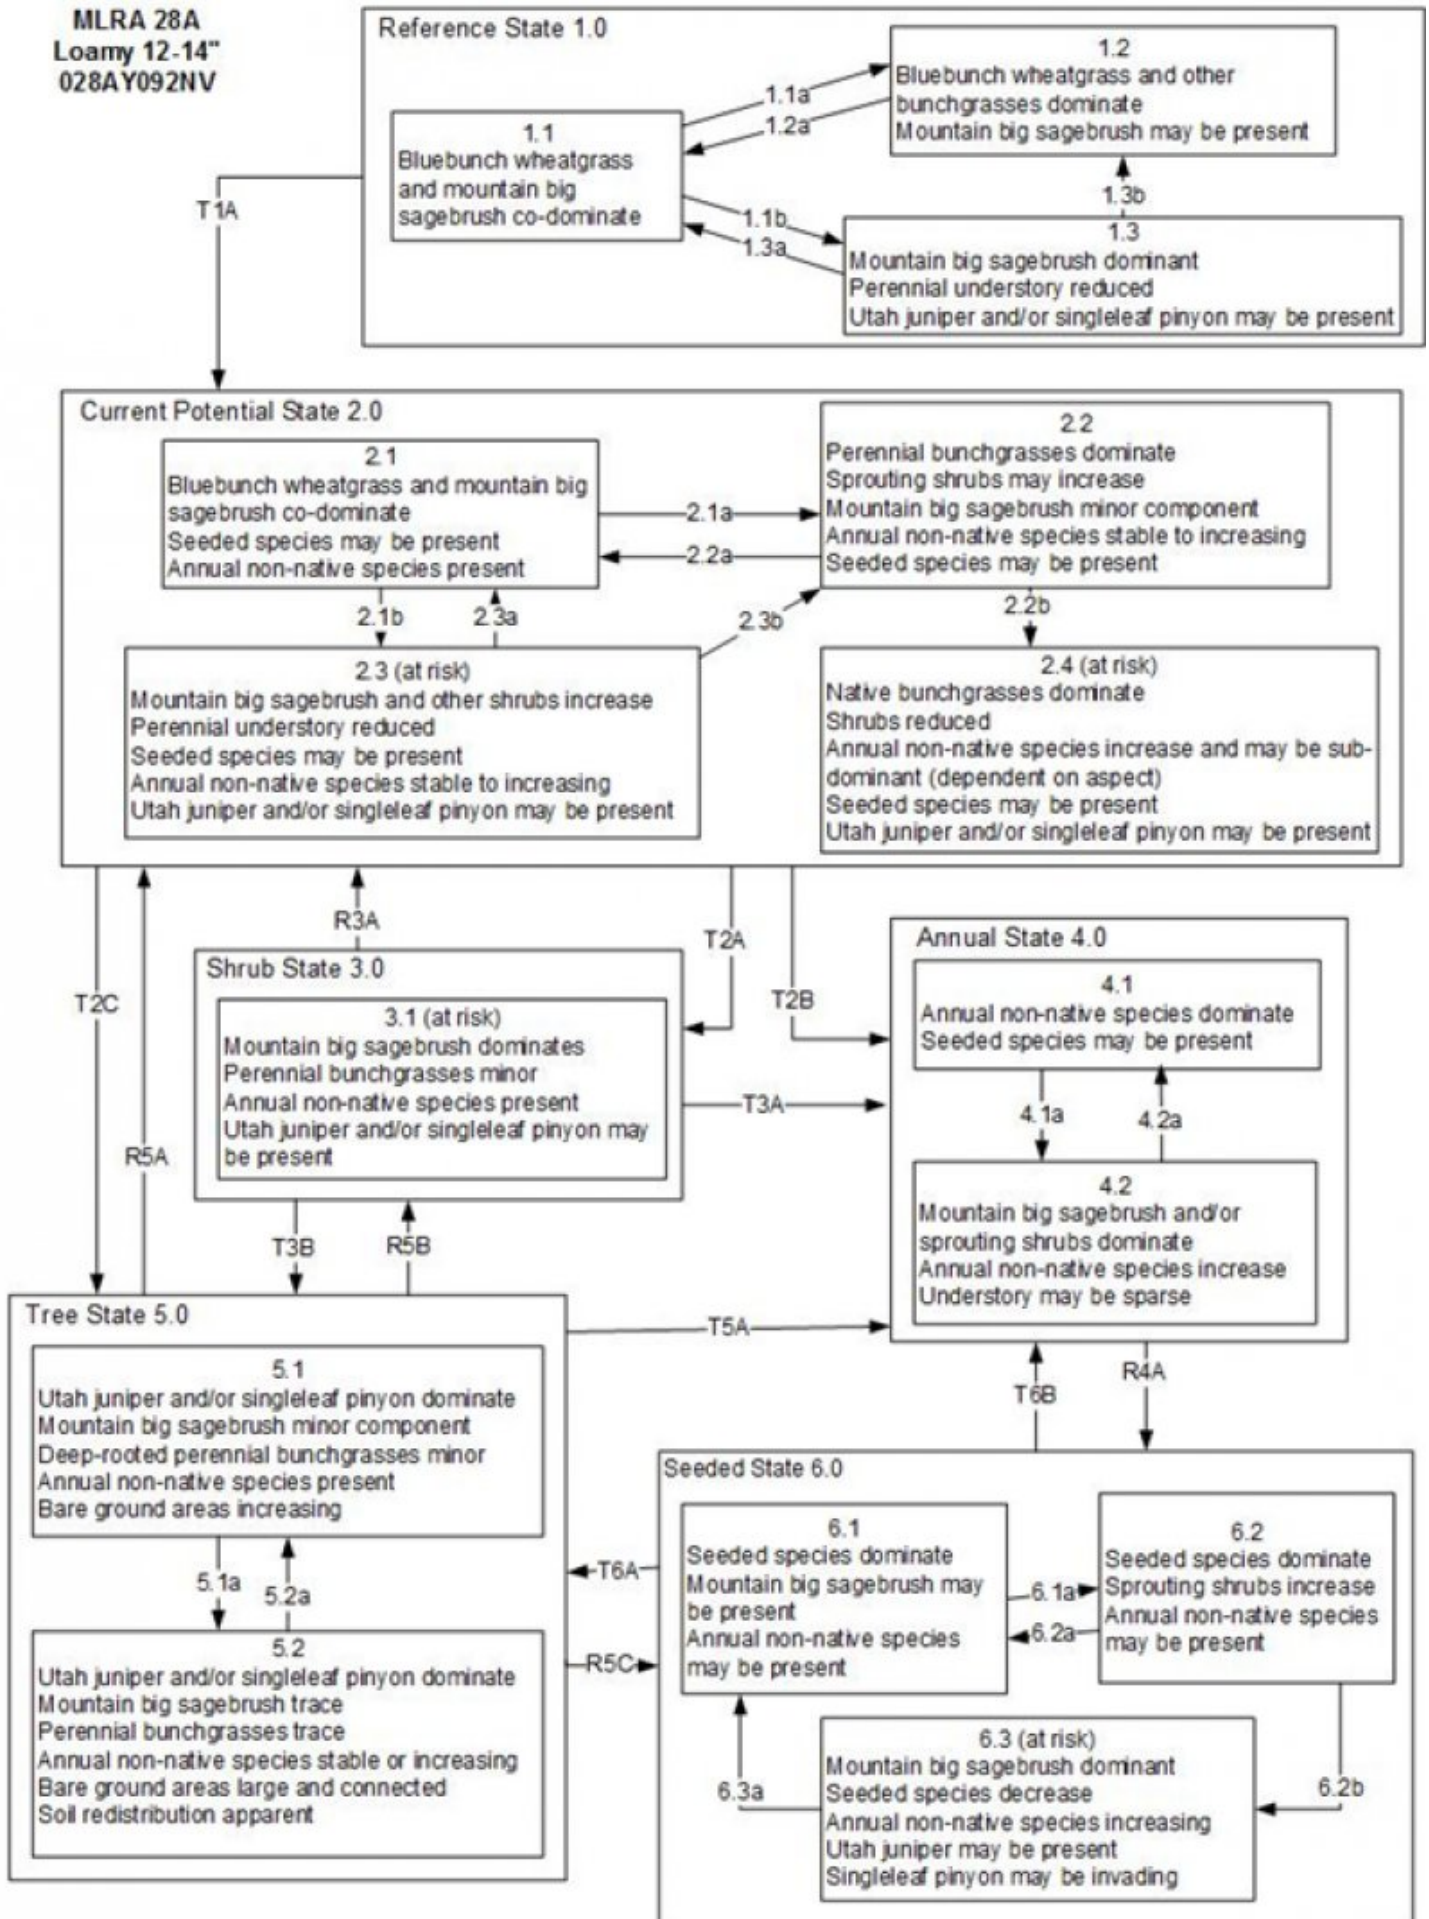 MLRA 28A
Loamy 12-14"
028AY092NV
Reference State 1.0
1.1
Bluebunch wheatgrass
and mountain big
sagebrush co-dominate
1.1a
1.2a
1.2
Bluebunch wheatgrass and other
bunchgrasses dominate
Mountain big sagebrush may be present
1.1b
1.3a
1.3b
1.3
Mountain big sagebrush dominant
Perennial understory reduced
Utah juniper and/or singleleaf pinyon may be present
T1A
Current Potential State 2.0
2.1
Bluebunch wheatgrass and mountain big
sagebrush co-dominate
Seeded species may be present
Annual non-native species present
2.1a
2.2a
2.2
Perennial bunchgrasses dominate
Sprouting shrubs may increase
Mountain big sagebrush minor component
Annual non-native species stable to increasing
Seeded species may be present
2.1b
2.3a
2.3b
2.2b
2.3 (at risk)
Mountain big sagebrush and other shrubs increase
Perennial understory reduced
Seeded species may be present
Annual non-native species stable to increasing
Utah juniper and/or singleleaf pinyon may be present
2.4 (at risk)
Native bunchgrasses dominate
Shrubs reduced
Annual non-native species increase and may be sub-
dominant (dependent on aspect)
Seeded species may be present
Utah juniper and/or singleleaf pinyon may be present
T2C
R5A
R3A
T2A
T2B
Shrub State 3.0
3.1 (at risk)
Mountain big sagebrush dominates
Perennial bunchgrasses minor
Annual non-native species present
Utah juniper and/or singleleaf pinyon may
be present
T3A
T3B
R5B
Annual State 4.0
4.1
Annual non-native species dominate
Seeded species may be present
4.1a
4.2a
4.2
Mountain big sagebrush and/or
sprouting shrubs dominate
Annual non-native species increase
Understory may be sparse
Tree State 5.0
5.1
Utah juniper and/or singleleaf pinyon dominate
Mountain big sagebrush minor component
Deep-rooted perennial bunchgrasses minor
Annual non-native species present
Bare ground areas increasing
5.1a
5.2a
5.2
Utah juniper and/or singleleaf pinyon dominate
Mountain big sagebrush trace
Perennial bunchgrasses trace
Annual non-native species stable or increasing
Bare ground areas large and connected
Soil redistribution apparent
T5A
T6B
R4A
T6A
R5C
Seeded State 6.0
6.1
Seeded species dominate
Mountain big sagebrush may
be present
Annual non-native species
may be present
6.1a
6.2a
6.2
Seeded species dominate
Sprouting shrubs increase
Annual non-native species
may be present
6.3a
6.2b
6.3 (at risk)
Mountain big sagebrush dominant
Seeded species decrease
Annual non-native species increasing
Utah juniper may be present
Singleleaf pinyon may be invading